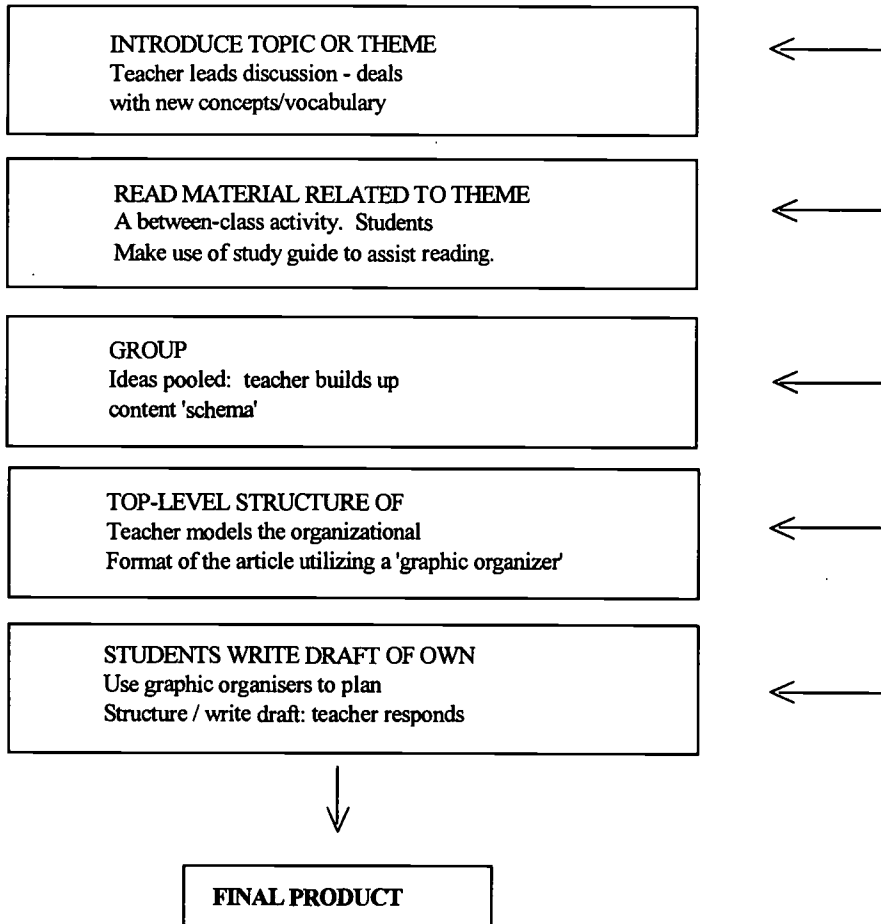 INTRODUCE TOPIC OR THEME
Teacher leads discussion - deals
with new concepts/vocabulary
READ MATERIAL RELATED TO THEME
A between-class activity. Students
Make use of study guide to assist reading.
GROUP
Ideas pooled: teacher builds up
content 'schema'
TOP-LEVEL STRUCTURE OF
Teacher models the organizational
Format of the article utilizing a 'graphic organizer'
STUDENTS WRITE DRAFT OF OWN
Use graphic organisers to plan
Structure / write draft: teacher responds
FINAL PRODUCT